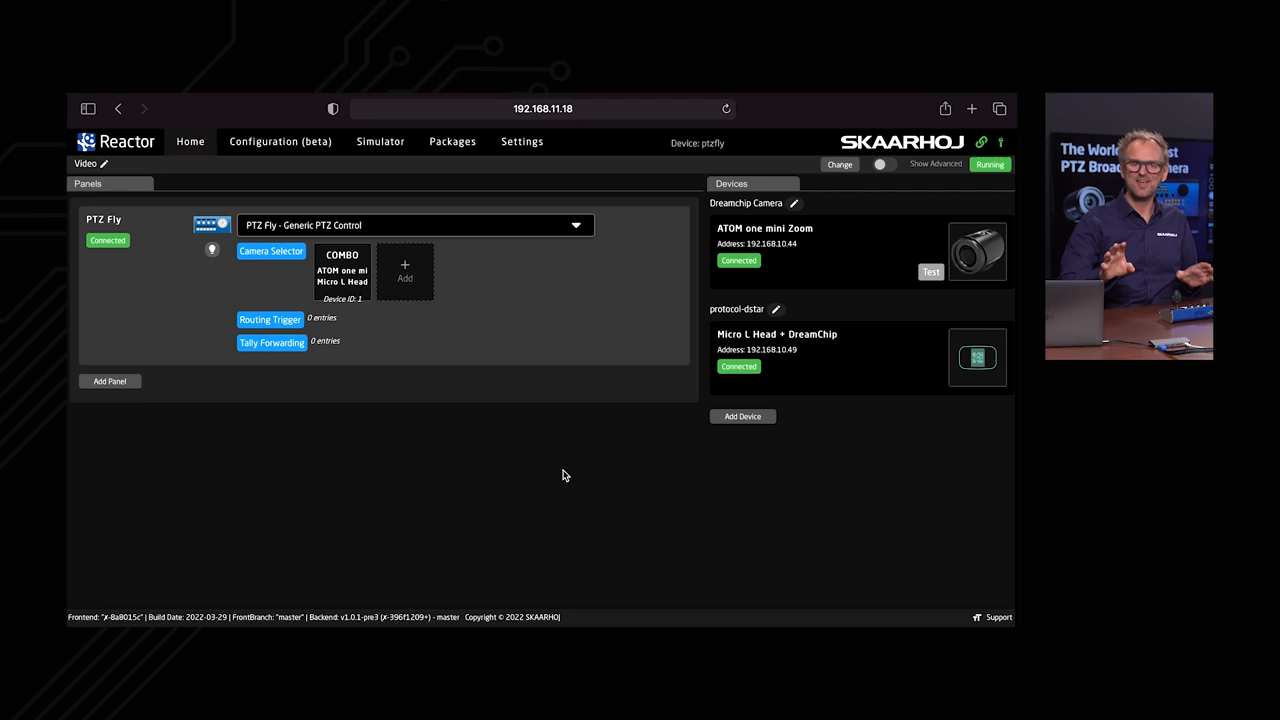 192.168.11.18
Reactor
Home
Configuration (beta)
Simulator
Packages
Settings
Device: ptzfly
SKAARHOJ
Video
Change
Show Advanced
Running
Panels
PTZ Fly
Connected
PTZ Fly - Generic PTZ Control
Camera Selector
COMBO
ATOM one mi
Micro L Head
Device ID: 1
+
Add
Routing Trigger
0 entries
Tally Forwarding
0 entries
Add Panel
Devices
Dreamchip Camera
ATOM one mini Zoom
Address: 192.168.10.44
Connected
Test
protocol-dstar
Micro L Head + DreamChip
Address: 192.168.10.49
Connected
Add Device
Frontend: "✗-8a8015c" | Build Date: 2022-03-29 | FrontBranch: "master" | Backend: v1.0.1-pre3 (✗-396f1209+) - master Copyright © 2022 SKAARHOJ
Support
The World
PTZ Broa
SKAARHOJ